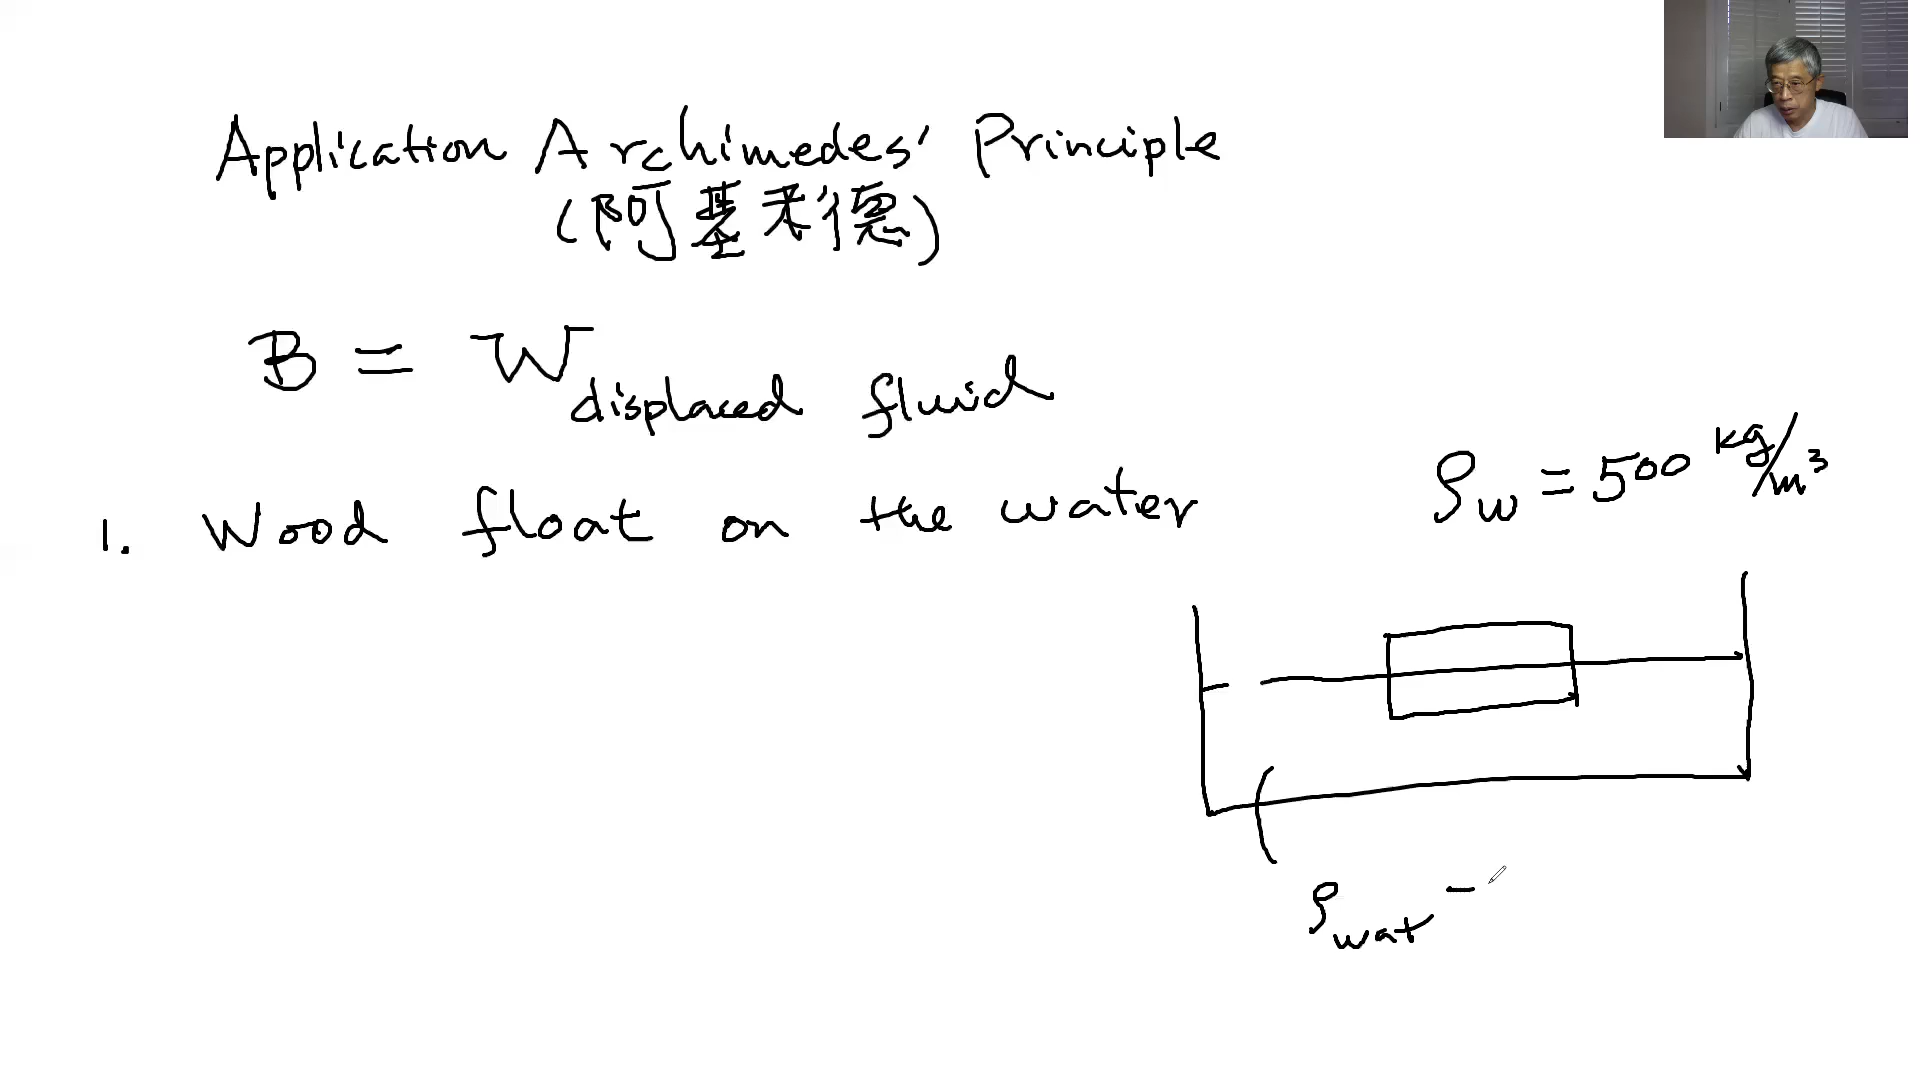 Application Archimedes' Principle
(阿基米德)
B = W displaced fluid
ρw = 500 kg/m³
1. Wood float on the water
ρwat -